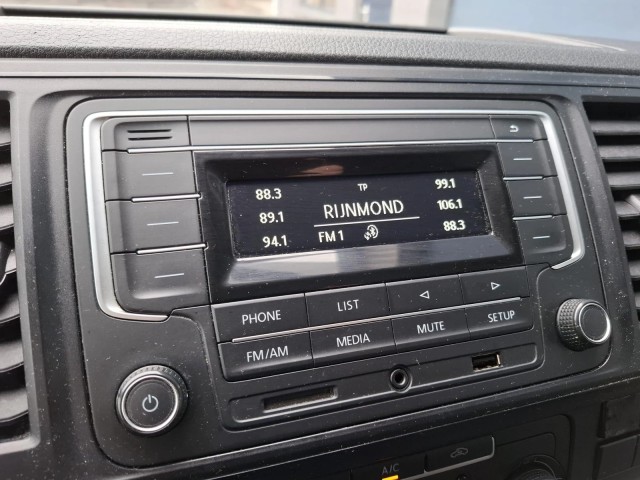 88.3 TP 99.1
89.1 RIJNMOND 106.1
94.1 FM 1 88.3
PHONE LIST
FM/AM MEDIA MUTE SETUP
A/C